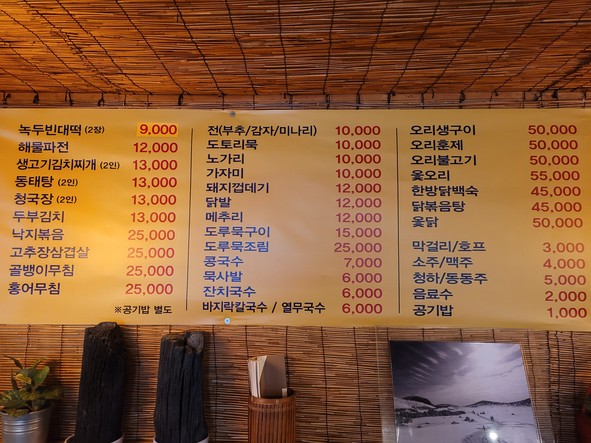 녹두빈대떡 (2장) 9,000
해물파전 12,000
생고기김치찌개 (2인) 13,000
동태탕 (2인) 13,000
청국장 (2인) 13,000
두부김치 13,000
낙지볶음 25,000
고추장삼겹살 25,000
골뱅이무침 25,000
홍어무침 25,000
※공기밥 별도
전(부추/감자/미나리) 10,000
도토리묵 10,000
노가리 10,000
가자미 10,000
돼지껍데기 12,000
닭발 12,000
메추리 12,000
도루묵구이 15,000
도루묵조림 25,000
콩국수 7,000
묵사발 6,000
잔치국수 6,000
바지락칼국수 / 열무국수 6,000
오리생구이 50,000
오리훈제 50,000
오리불고기 50,000
옻오리 55,000
한방닭백숙 45,000
닭볶음탕 45,000
옻닭 50,000
막걸리/호프 3,000
소주/맥주 4,000
청하/동동주 5,000
음료수 2,000
공기밥 1,000